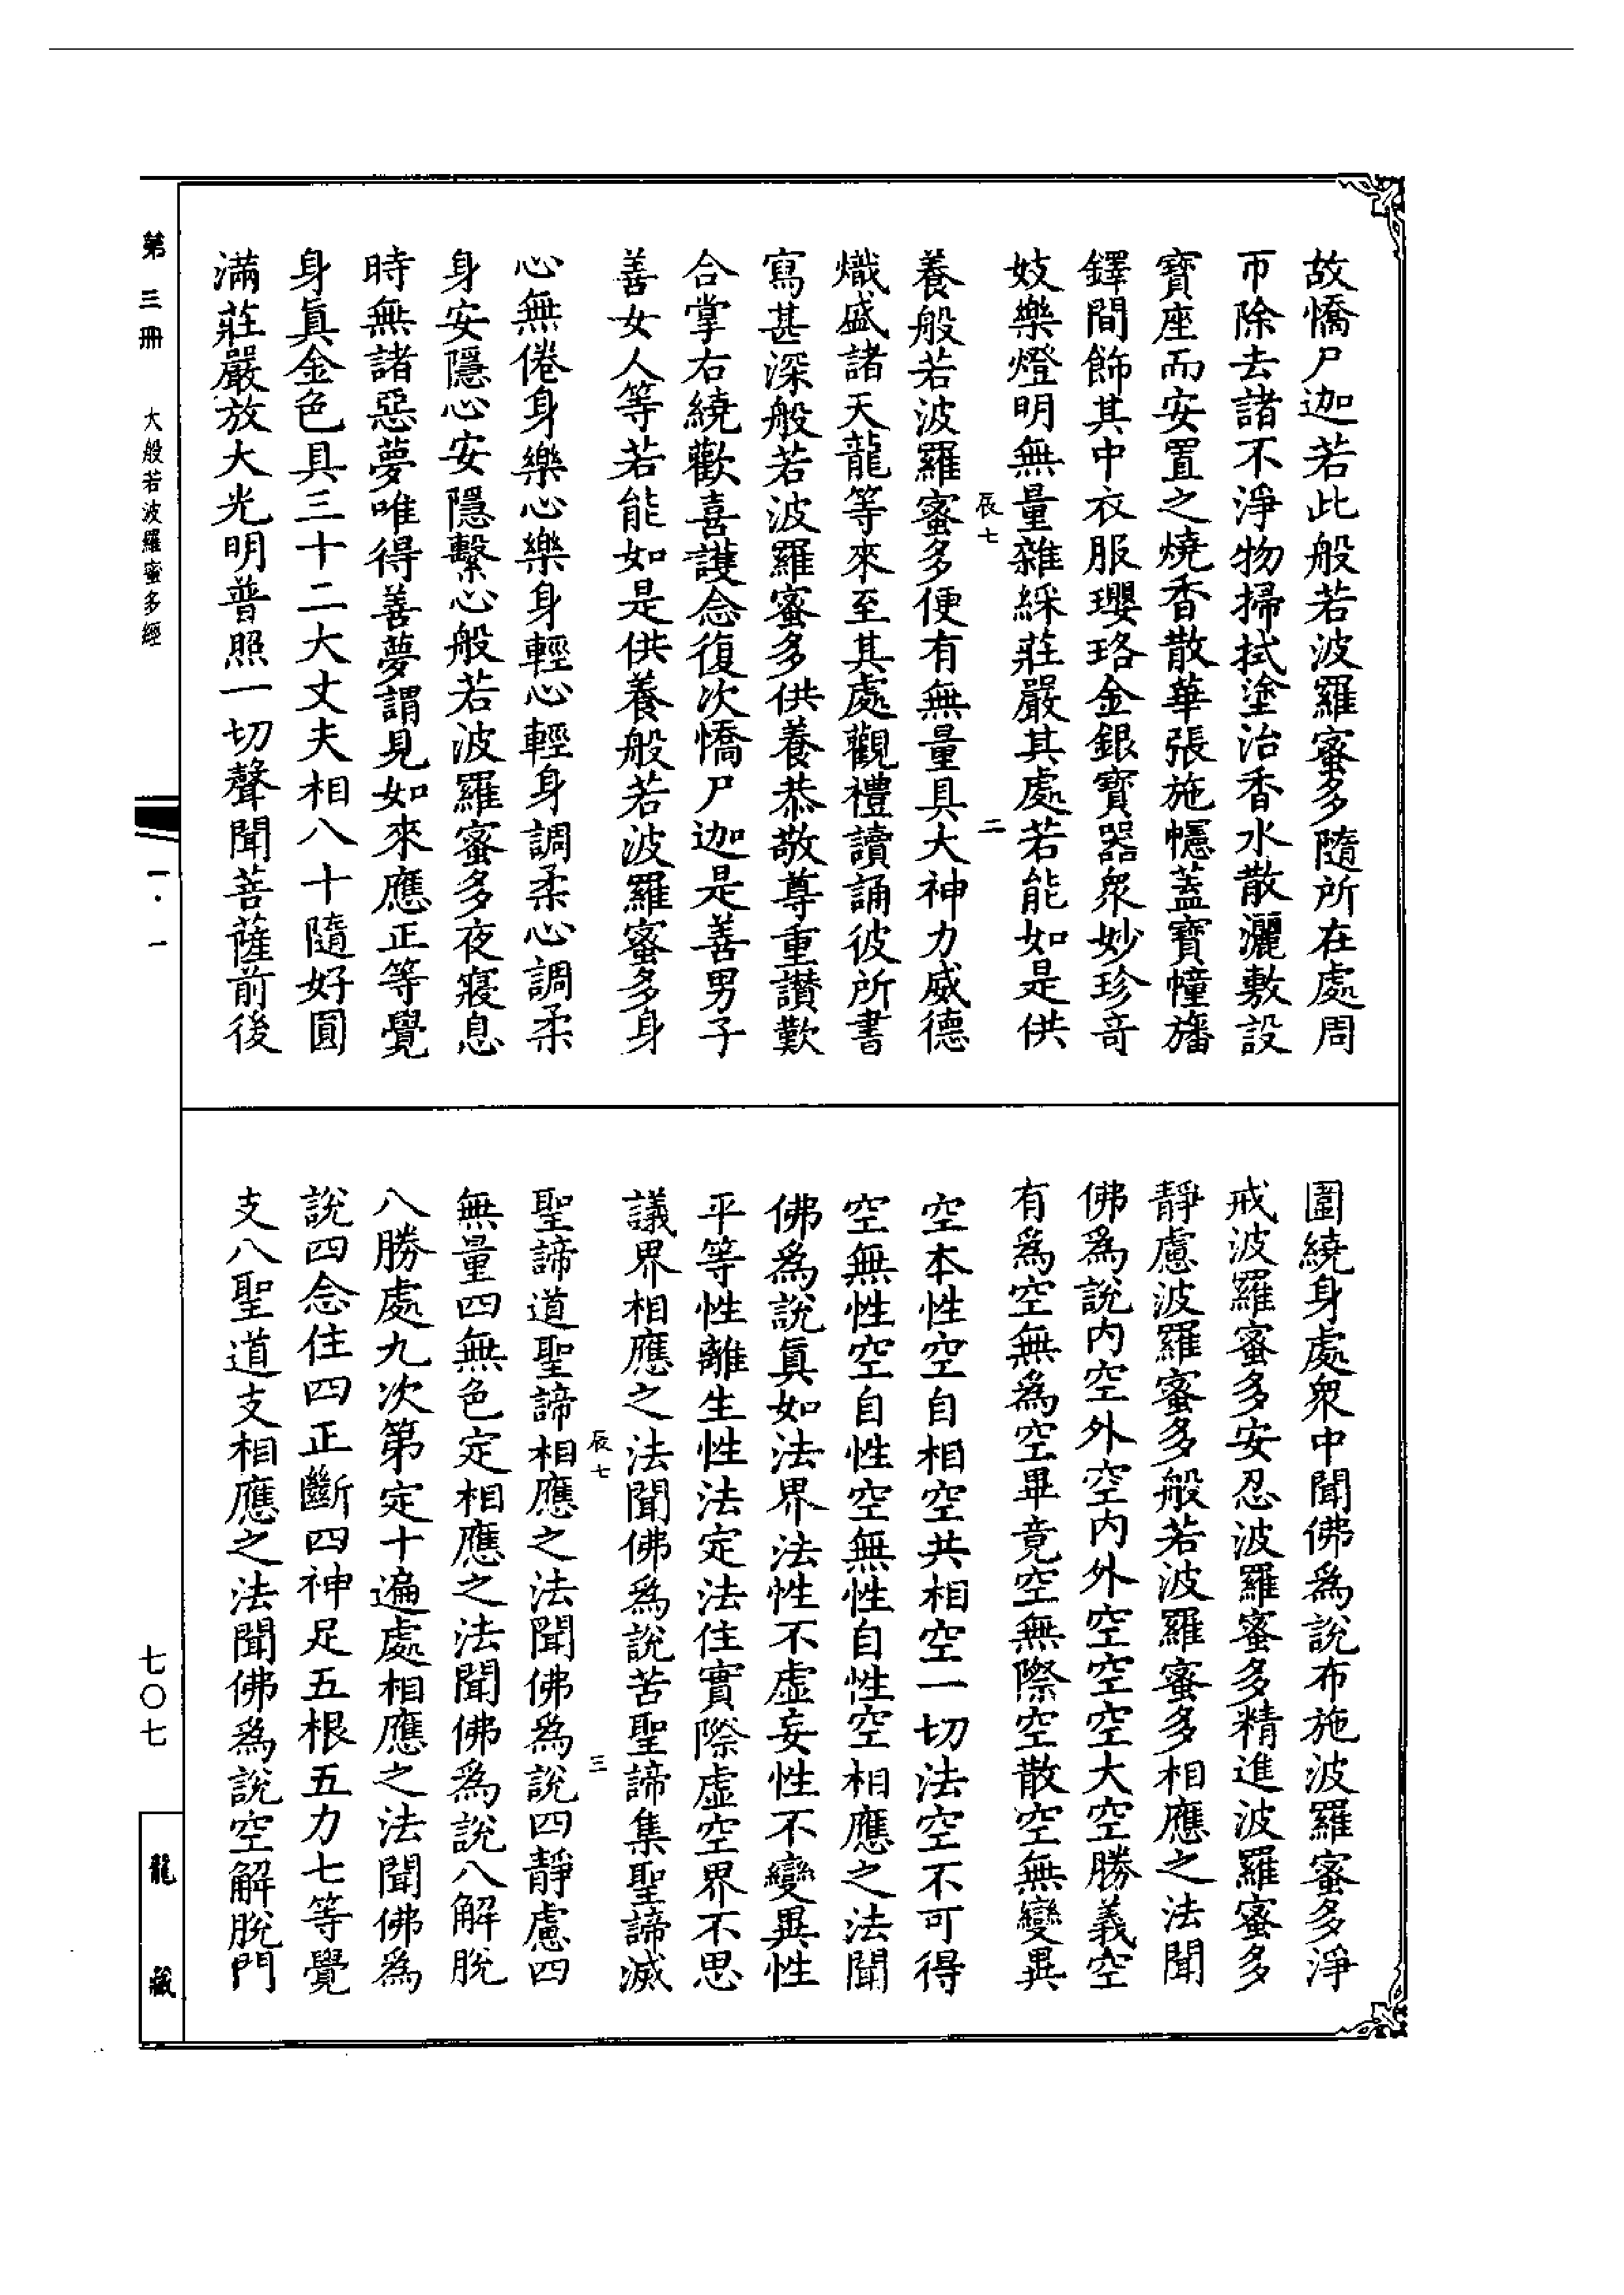 故憍尸迦若此般若波羅蜜多隨所在處周
帀除去諸不淨物掃拭塗治香水散灑敷設
寶座而安置之燒香散華張施幰蓋寶幢旛
鐸間飾其中衣服瓔珞金銀寶器衆妙珍奇
妓樂燈明無量雜綵莊嚴其處若能如是供
辰七 二
養般若波羅蜜多便有無量具大神力威德
熾盛諸天龍等來至其處觀禮讀誦彼所書
寫甚深般若波羅蜜多供養恭敬尊重讃歎
合掌右繞歡喜護念復次憍尸迦是善男子
善女人等若能如是供養般若波羅蜜多身
心無倦身樂心樂身輕心輕身調柔心調柔
身安隱心安隱繫心般若波羅蜜多夜寢息
時無諸惡夢唯得善夢謂見如來應正等覺
身眞金色具三十二大丈夫相八十隨好圓
滿莊嚴放大光明普照一切聲聞菩薩前後
圍繞身處衆中聞佛爲說布施波羅蜜多淨
戒波羅蜜多安忍波羅蜜多精進波羅蜜多
靜慮波羅蜜多般若波羅蜜多相應之法聞
佛爲說内空外空内外空空空大空勝義空
有爲空無爲空畢竟空無際空散空無變異
空本性空自相空共相空一切法空不可得
空無性空自性空無性自性空相應之法聞
佛爲說眞如法界法性不虛妄性不變異性
平等性離生性法定法住實際虛空界不思
議界相應之法聞佛爲說苦聖諦集聖諦滅
辰七 三
聖諦道聖諦相應之法聞佛爲說四靜慮四
無量四無色定相應之法聞佛爲說八解脫
八勝處九次第定十遍處相應之法聞佛爲
說四念住四正斷四神足五根五力七等覺
支八聖道支相應之法聞佛爲說空解脫門
第三冊 大般若波羅蜜多經 一·一
七〇七
龍藏